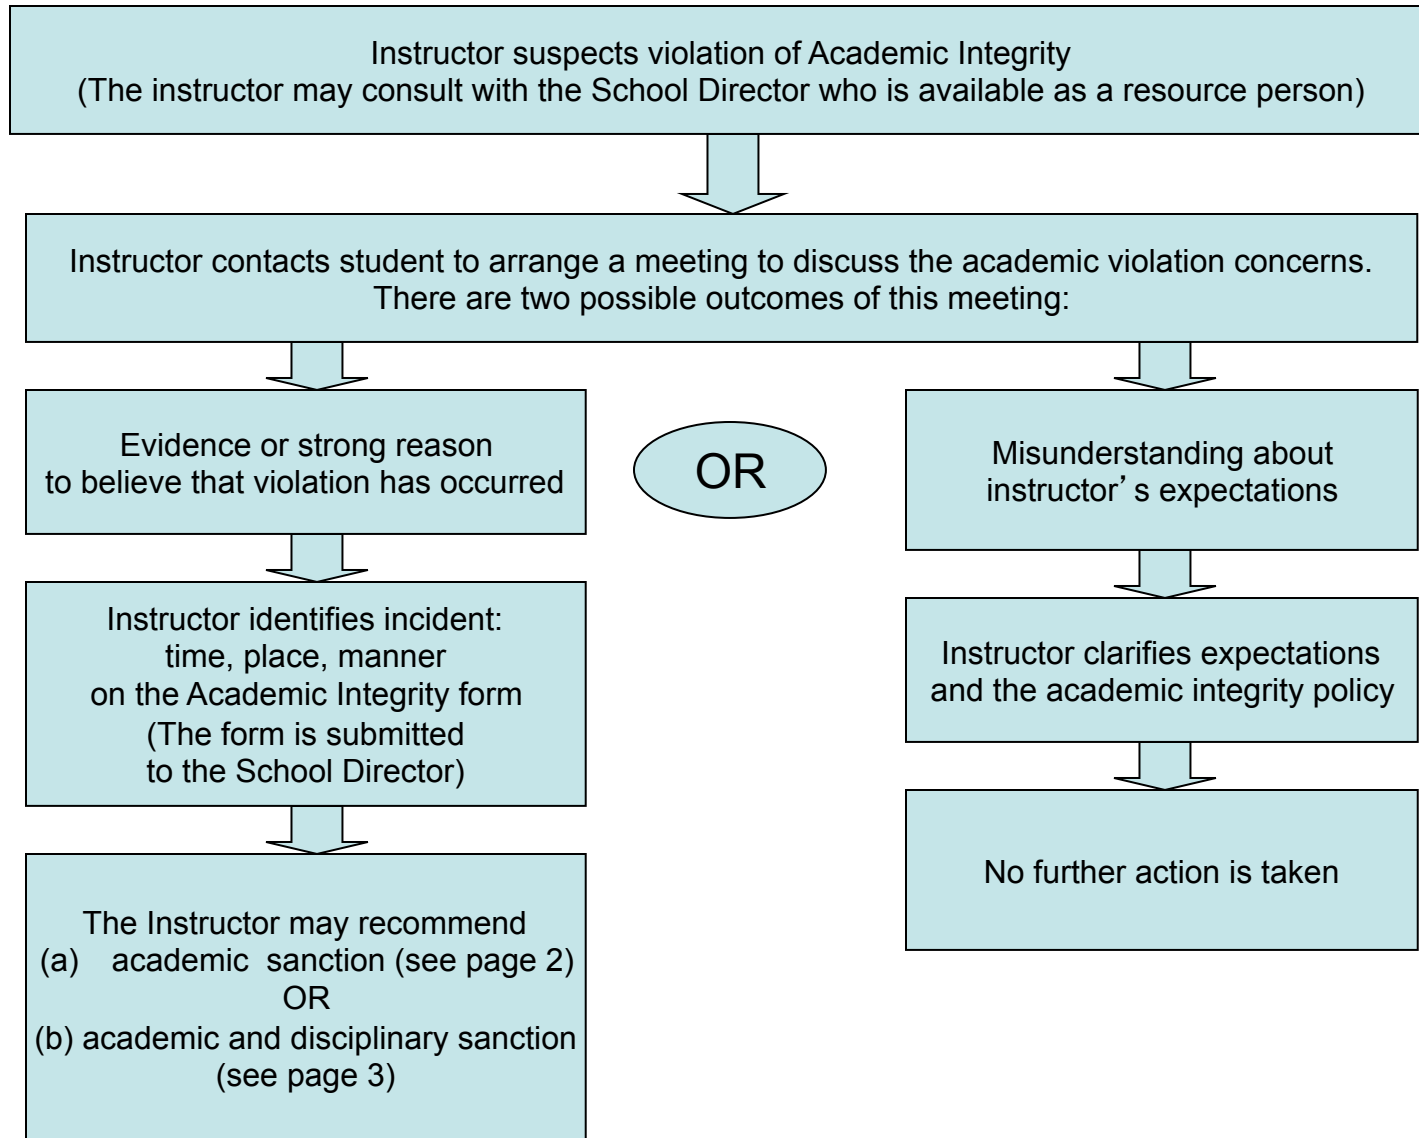 Instructor suspects violation of Academic Integrity
(The instructor may consult with the School Director who is available as a resource person)
Instructor contacts student to arrange a meeting to discuss the academic violation concerns.
There are two possible outcomes of this meeting:
Evidence or strong reason
to believe that violation has occurred
OR
Misunderstanding about
instructor’s expectations
Instructor identifies incident:
time, place, manner
on the Academic Integrity form
(The form is submitted
to the School Director)
Instructor clarifies expectations
and the academic integrity policy
The Instructor may recommend
(a) academic sanction (see page 2)
OR
(b) academic and disciplinary sanction
(see page 3)
No further action is taken